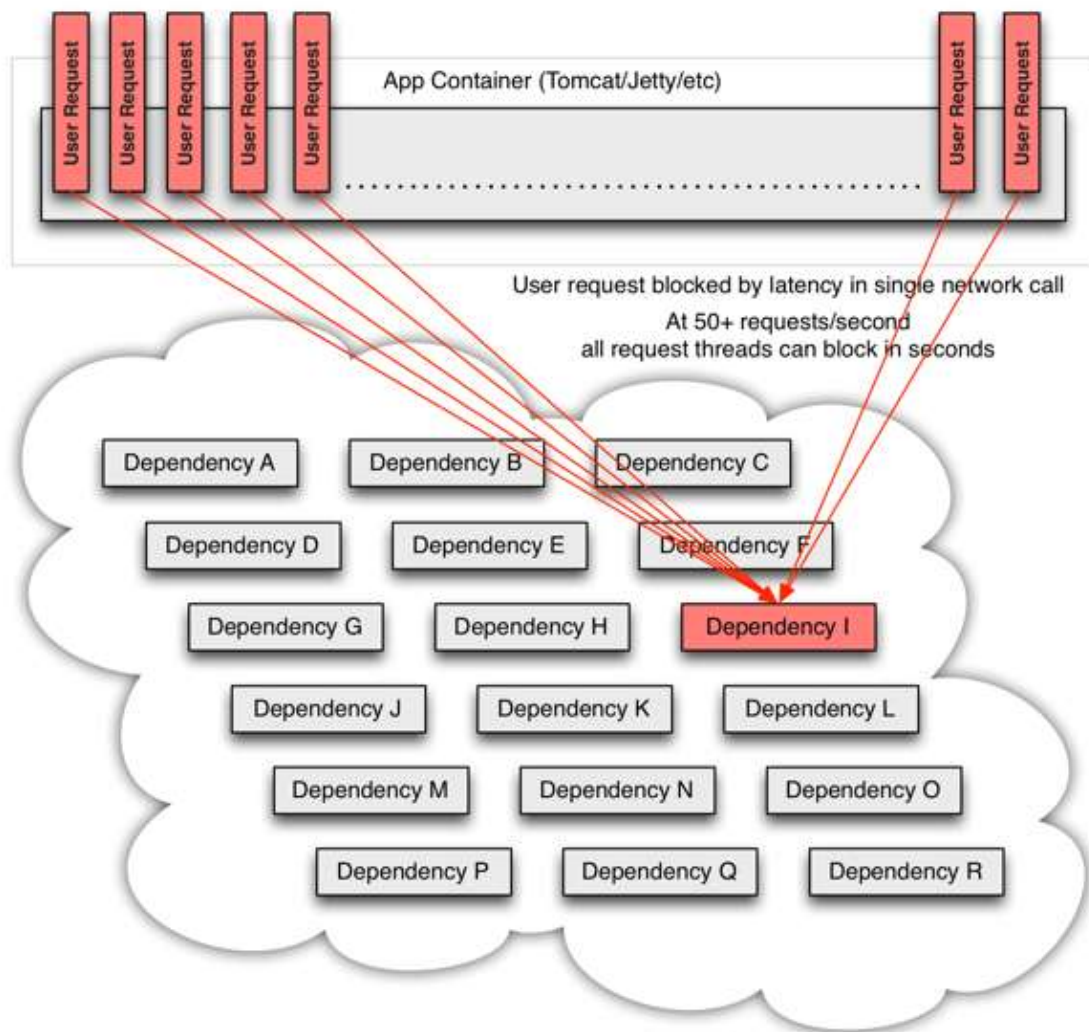 User Request
User Request
User Request
User Request
User Request
User Request
User Request
App Container (Tomcat/Jetty/etc)
User request blocked by latency in single network call
At 50+ requests/second
all request threads can block in seconds
Dependency A
Dependency B
Dependency C
Dependency D
Dependency E
Dependency F
Dependency G
Dependency H
Dependency I
Dependency J
Dependency K
Dependency L
Dependency M
Dependency N
Dependency O
Dependency P
Dependency Q
Dependency R